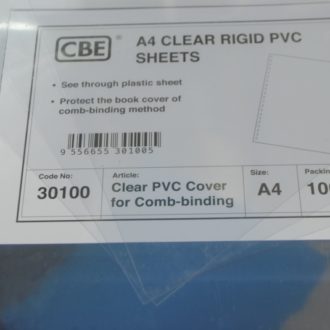 CBE ®
A4 CLEAR RIGID PVC
SHEETS
• See through plastic sheet
• Protect the book cover of
comb-binding method
9 556655 301005
Code No:
30100
Article:
Clear PVC Cover
for Comb-binding
Size:
A4
Packing